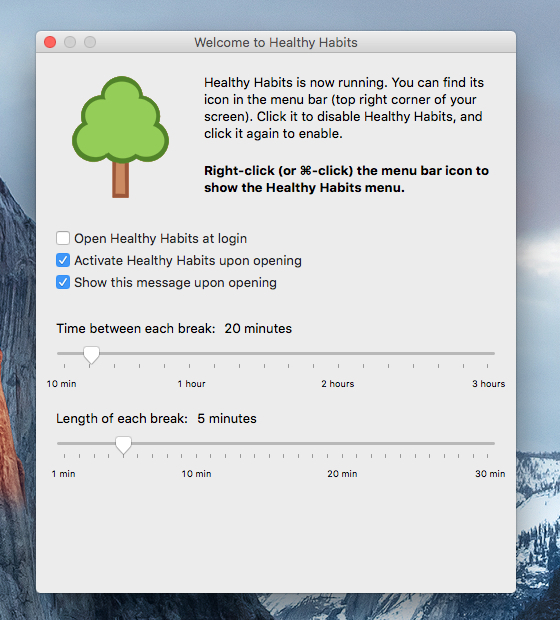 Welcome to Healthy Habits
Healthy Habits is now running. You can find its
icon in the menu bar (top right corner of your
screen). Click it to disable Healthy Habits, and
click it again to enable.
Right-click (or ⌘-click) the menu bar icon to
show the Healthy Habits menu.
Open Healthy Habits at login
Activate Healthy Habits upon opening
Show this message upon opening
Time between each break: 20 minutes
10 min 1 hour 2 hours 3 hours
Length of each break: 5 minutes
1 min 10 min 20 min 30 min